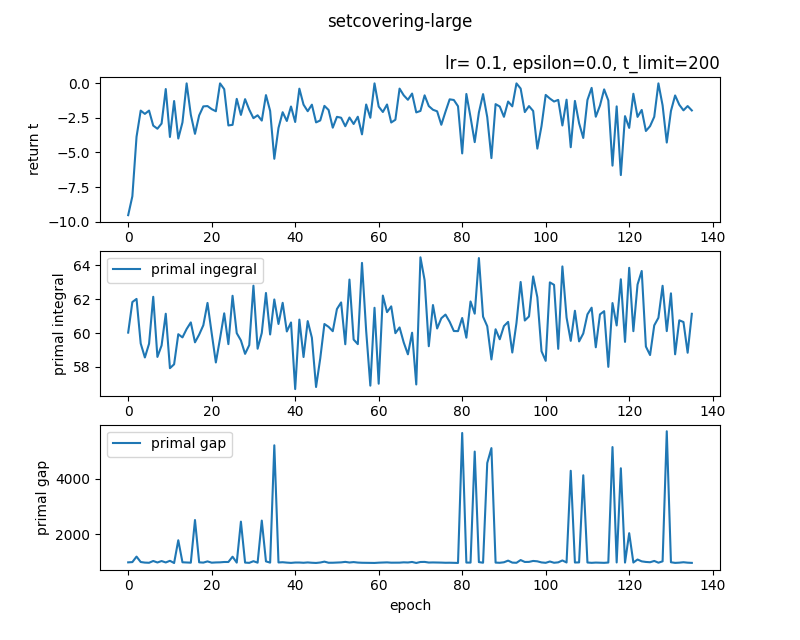 setcovering-large
lr= 0.1, epsilon=0.0, t_limit=200
return t
0.0
−2.5
−5.0
−7.5
−10.0
0 20 40 60 80 100 120 140
primal integral
primal ingegral
64
62
60
58
0 20 40 60 80 100 120 140
primal gap
primal gap
4000
2000
0 20 40 60 80 100 120 140
epoch